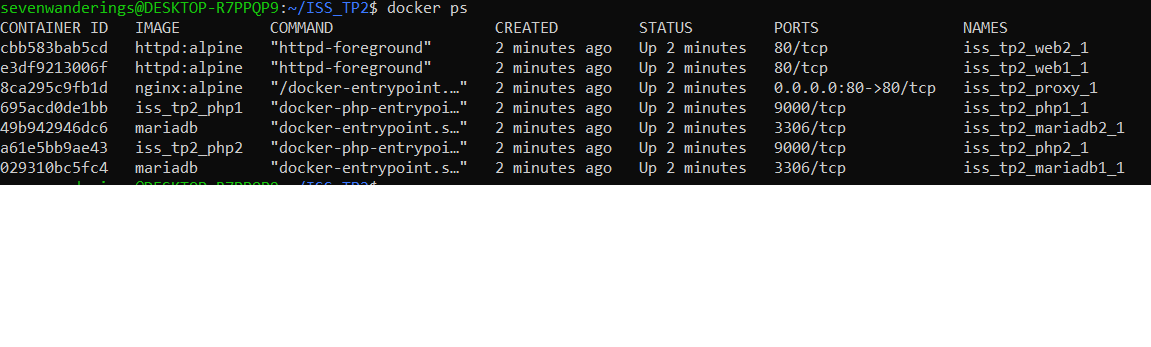 sevenwanderings@DESKTOP-R7PPQP9:~/ISS_TP2$ docker ps
CONTAINER ID   IMAGE          COMMAND                  CREATED         STATUS         PORTS                NAMES
cbb583bab5cd   httpd:alpine   "httpd-foreground"       2 minutes ago   Up 2 minutes   80/tcp               iss_tp2_web2_1
e3df9213006f   httpd:alpine   "httpd-foreground"       2 minutes ago   Up 2 minutes   80/tcp               iss_tp2_web1_1
8ca295c9fb1d   nginx:alpine   "/docker-entrypoint.…"   2 minutes ago   Up 2 minutes   0.0.0.0:80->80/tcp   iss_tp2_proxy_1
695acd0de1bb   iss_tp2_php1   "docker-php-entrypoi…"   2 minutes ago   Up 2 minutes   9000/tcp             iss_tp2_php1_1
49b942946dc6   mariadb        "docker-entrypoint.s…"   2 minutes ago   Up 2 minutes   3306/tcp             iss_tp2_mariadb2_1
a61e5bb9ae43   iss_tp2_php2   "docker-php-entrypoi…"   2 minutes ago   Up 2 minutes   9000/tcp             iss_tp2_php2_1
029310bc5fc4   mariadb        "docker-entrypoint.s…"   2 minutes ago   Up 2 minutes   3306/tcp             iss_tp2_mariadb1_1